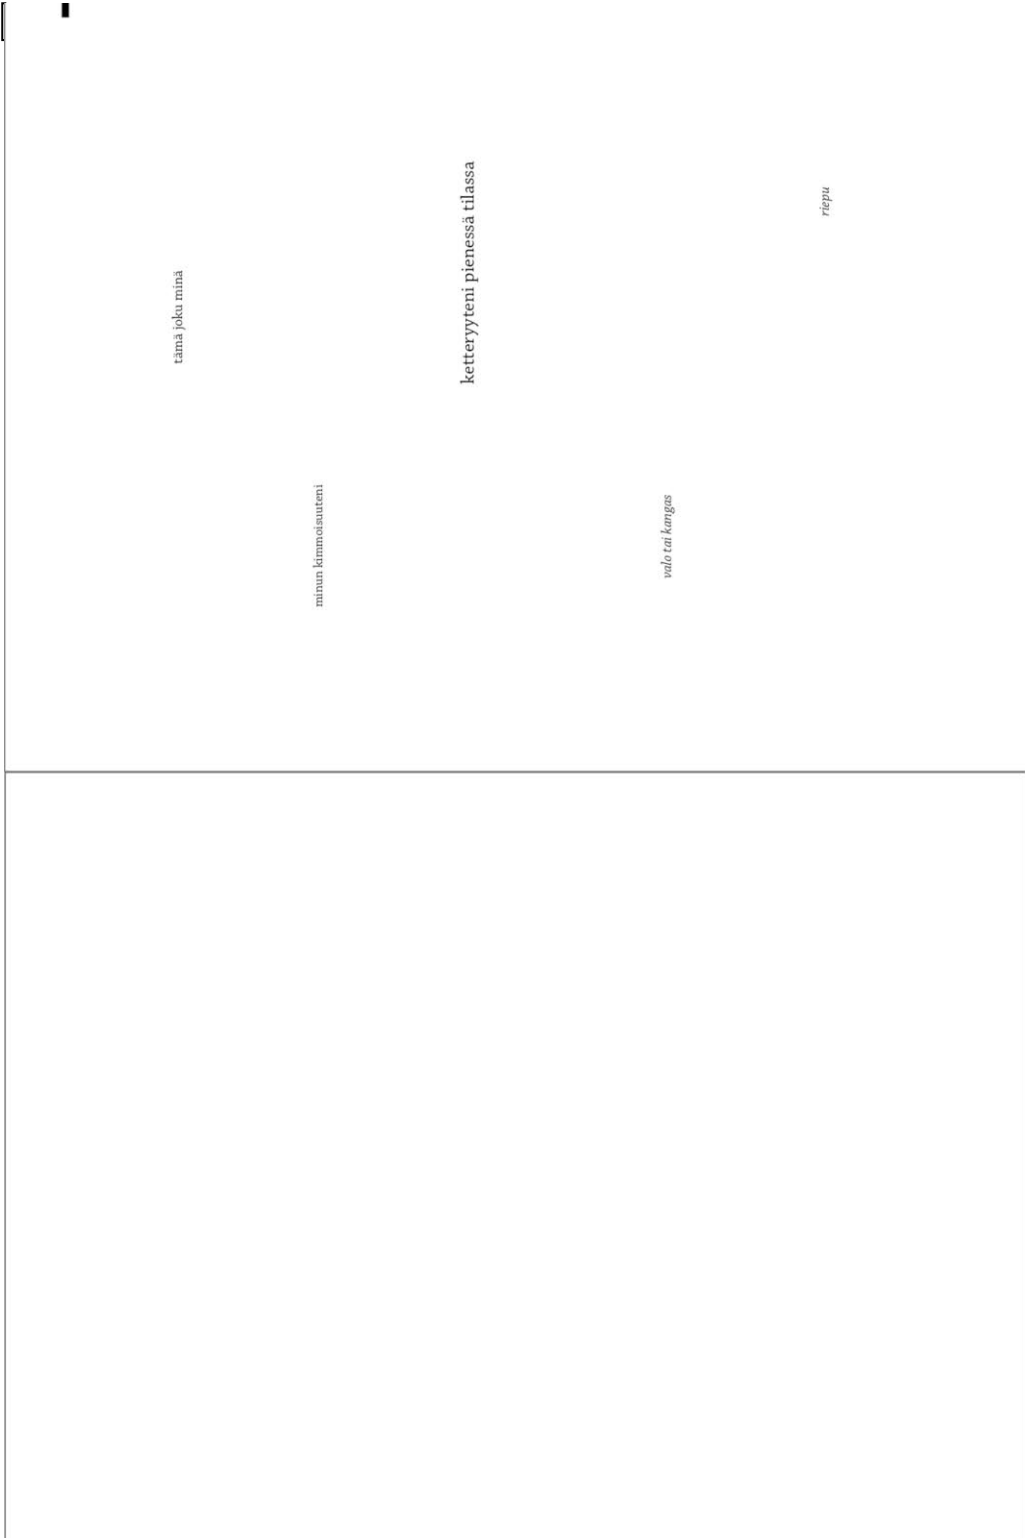 tämä joku minä
minun kimmoisuuteni
ketteryyteni pienessä tilassa
valo tai kangas
riepu